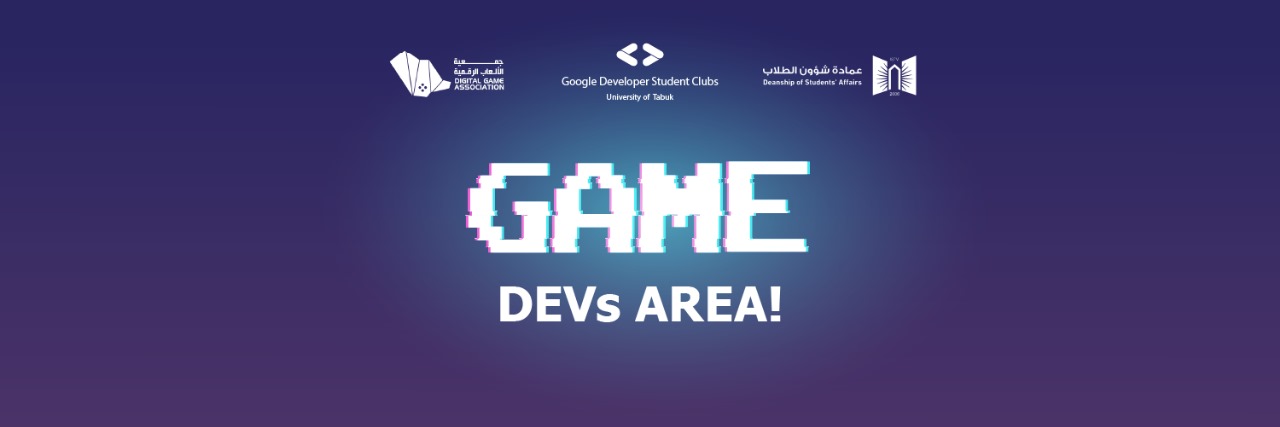 جمعية
الألعاب الرقمية
DIGITAL GAME
ASSOCIATION
Google Developer Student Clubs
University of Tabuk
عمادة شؤون الطلاب
Deanship of Students' Affairs
2006
GAME
DEVs AREA!